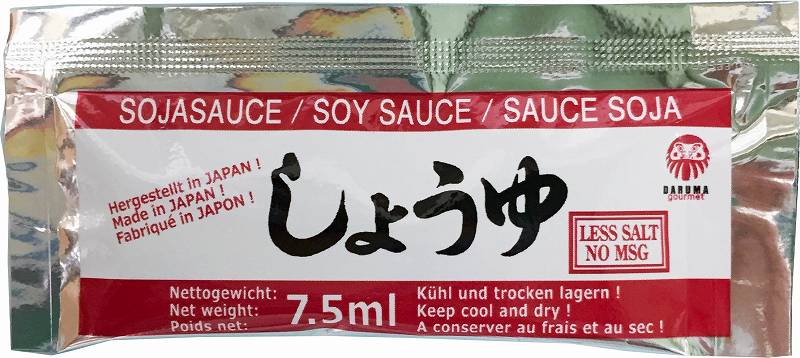 SOJASAUCE / SOY SAUCE / SAUCE SOJA
Hergestellt in JAPAN !
Made in JAPAN !
Fabriqué in JAPON !
しょうゆ
DARUMA
gourmet
LESS SALT
NO MSG
Nettogewicht:
Net weight:
Poids net:
7.5ml
Kühl und trocken lagern !
Keep cool and dry !
A conserver au frais et au sec !